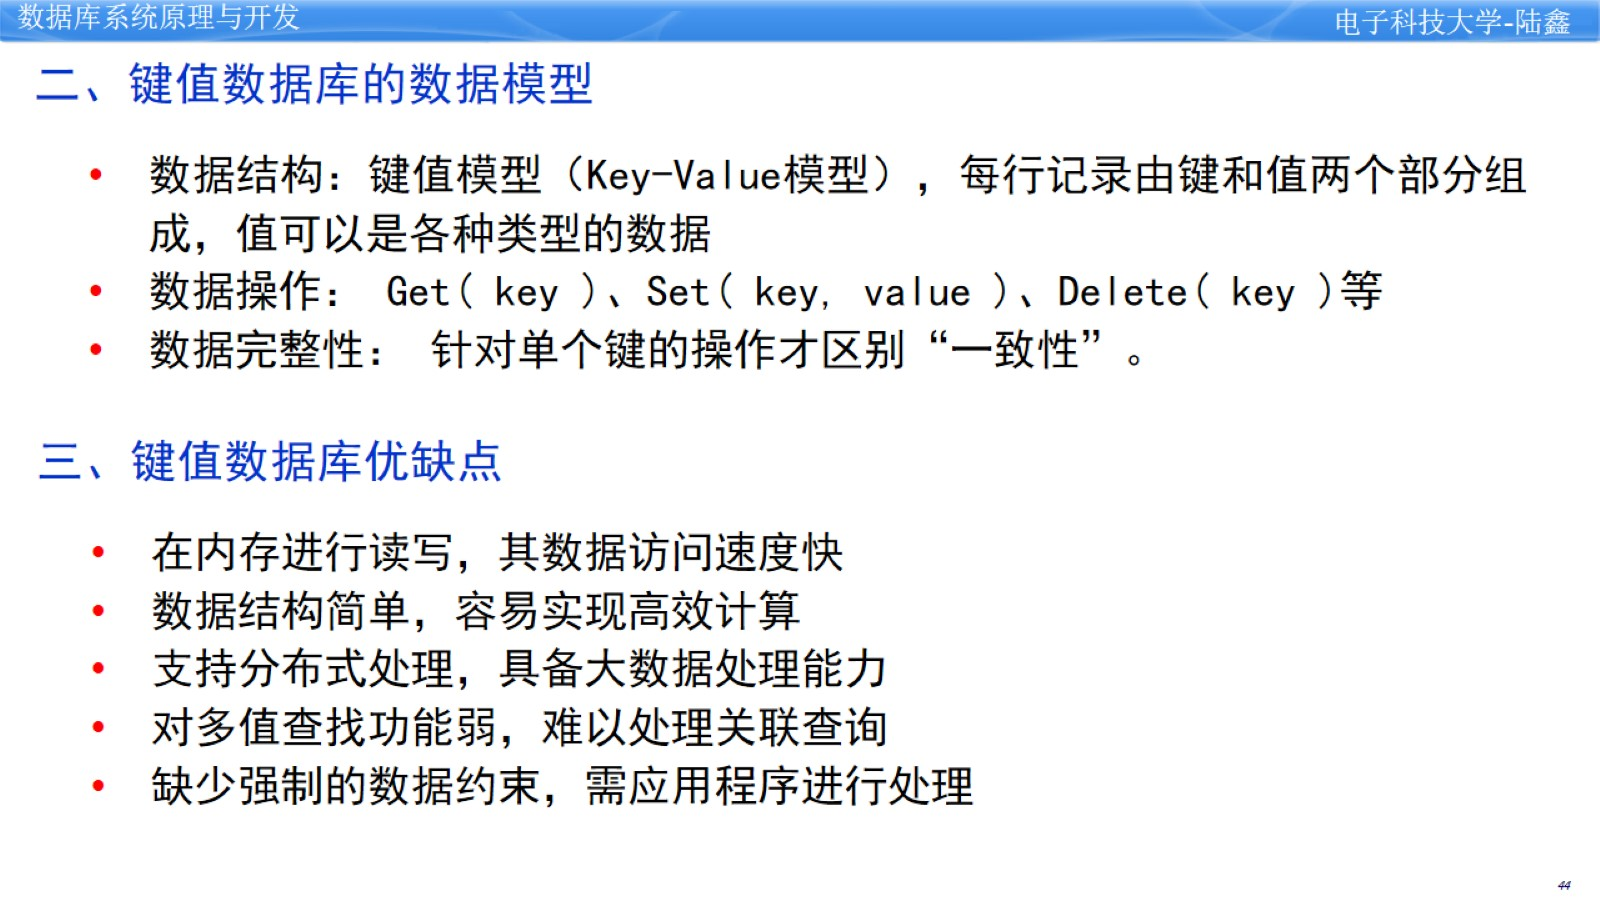 数据库系统原理与开发
电子科技大学-陆鑫
二、键值数据库的数据模型
• 数据结构：键值模型（Key-Value模型），每行记录由键和值两个部分组
成，值可以是各种类型的数据
• 数据操作： Get( key )、Set( key, value )、Delete( key )等
• 数据完整性： 针对单个键的操作才区别“一致性”。
三、键值数据库优缺点
• 在内存进行读写，其数据访问速度快
• 数据结构简单，容易实现高效计算
• 支持分布式处理，具备大数据处理能力
• 对多值查找功能弱，难以处理关联查询
• 缺少强制的数据约束，需应用程序进行处理
44